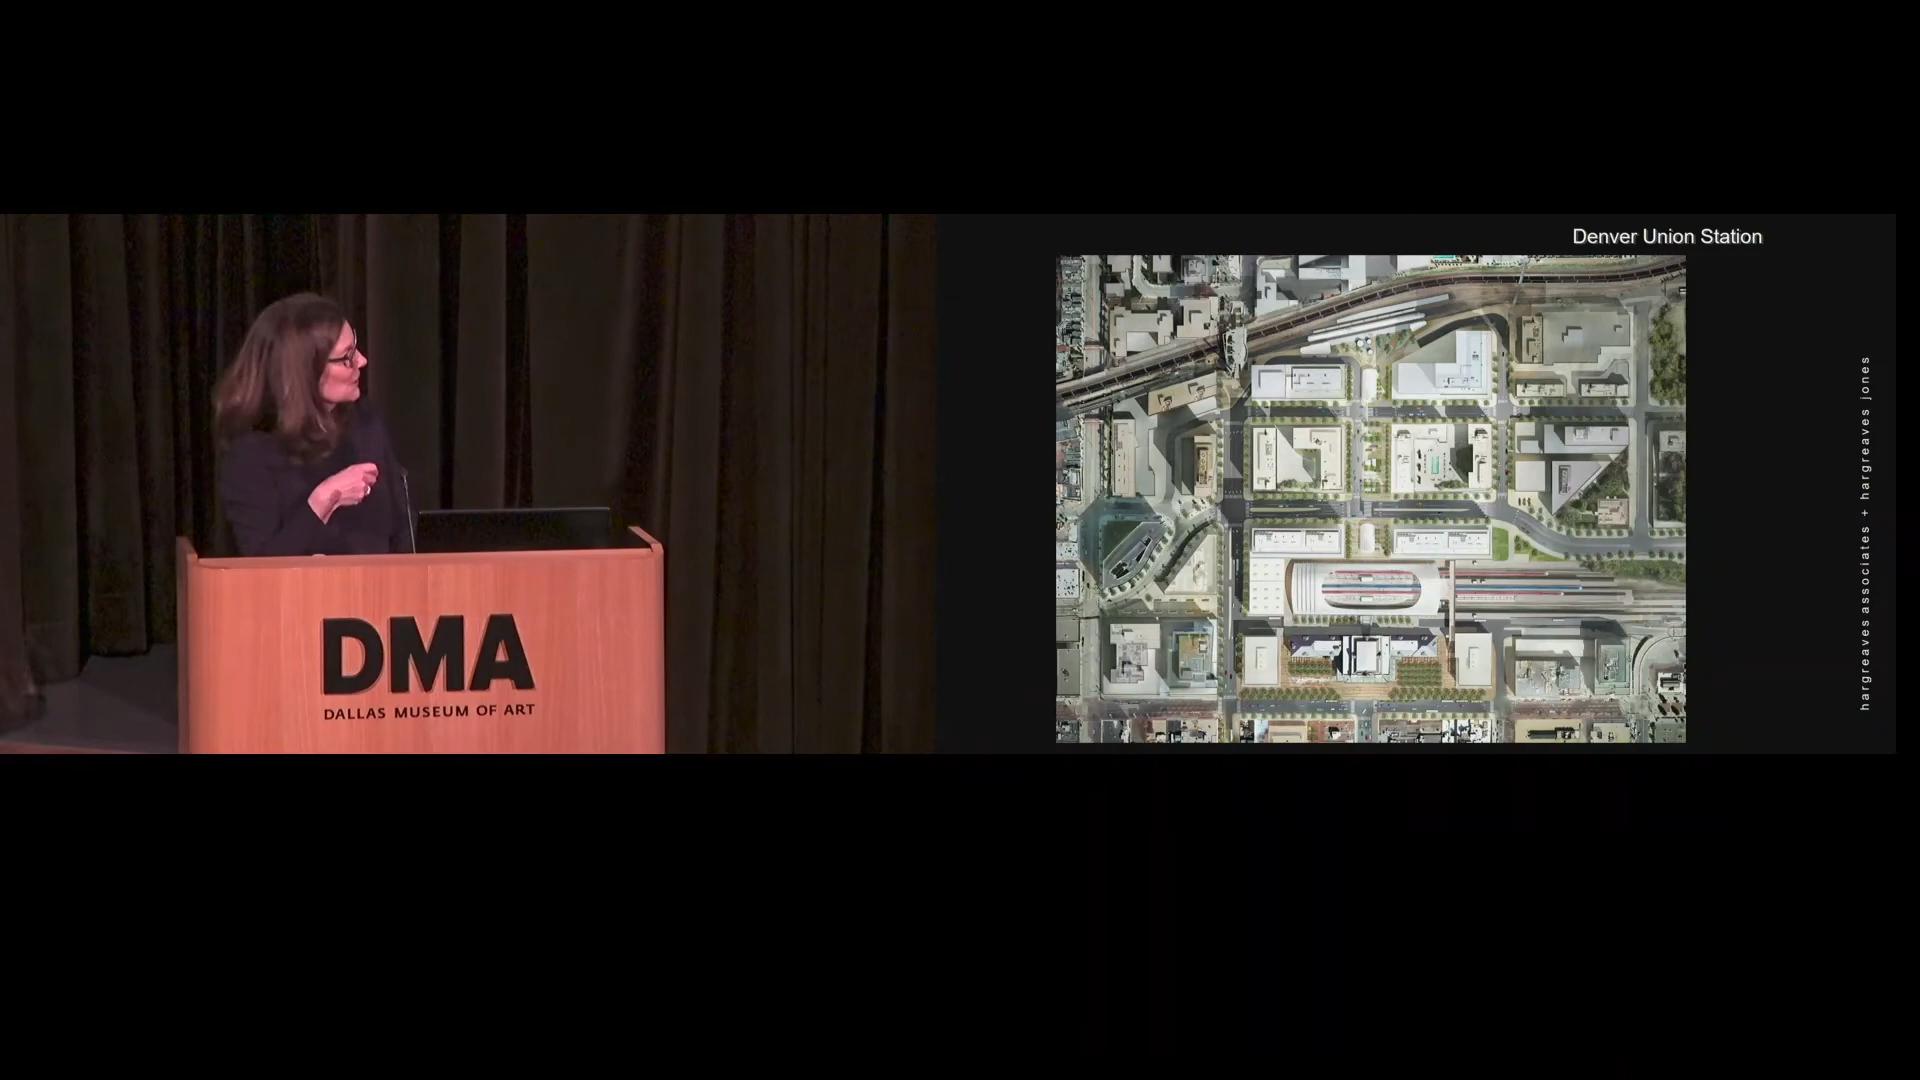 DMA
DALLAS MUSEUM OF ART
Denver Union Station
hargreaves associates + hargreaves jones